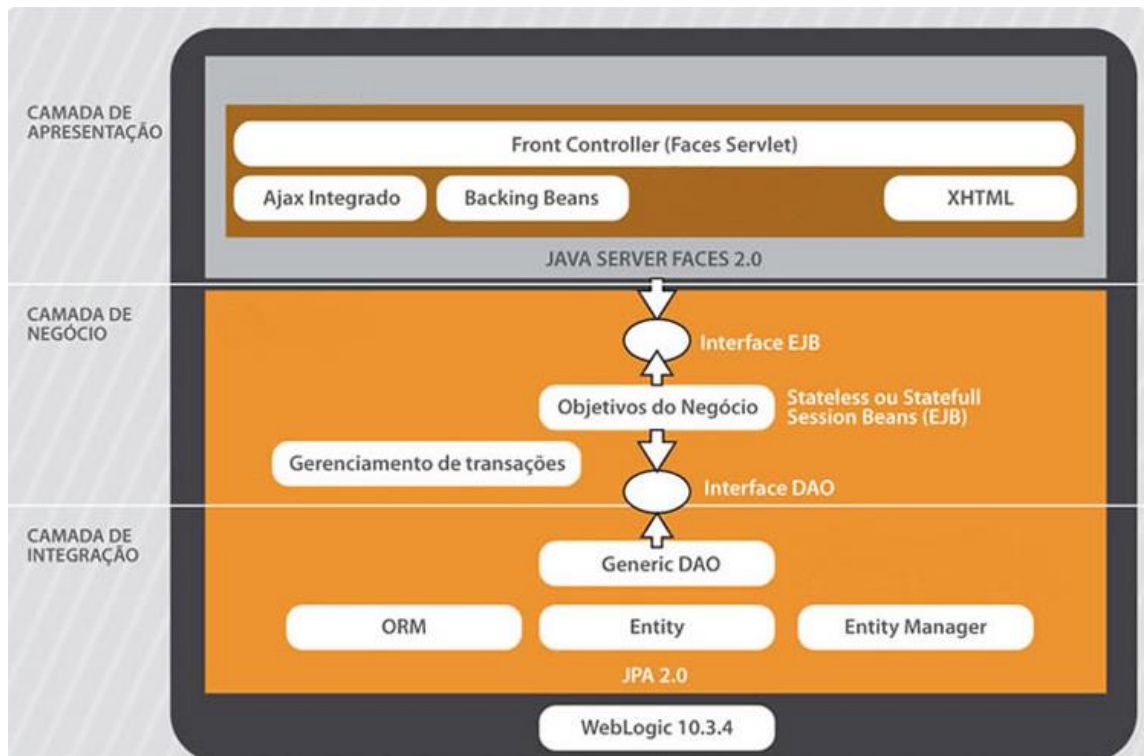 CAMADA DE
APRESENTAÇÃO
Front Controller (Faces Servlet)
Ajax Integrado
Backing Beans
XHTML
JAVA SERVER FACES 2.0
CAMADA DE
NEGÓCIO
Interface EJB
Objetivos do Negócio
Stateless ou Statefull
Session Beans (EJB)
Gerenciamento de transações
Interface DAO
CAMADA DE
INTEGRAÇÃO
Generic DAO
ORM
Entity
Entity Manager
JPA 2.0
WebLogic 10.3.4